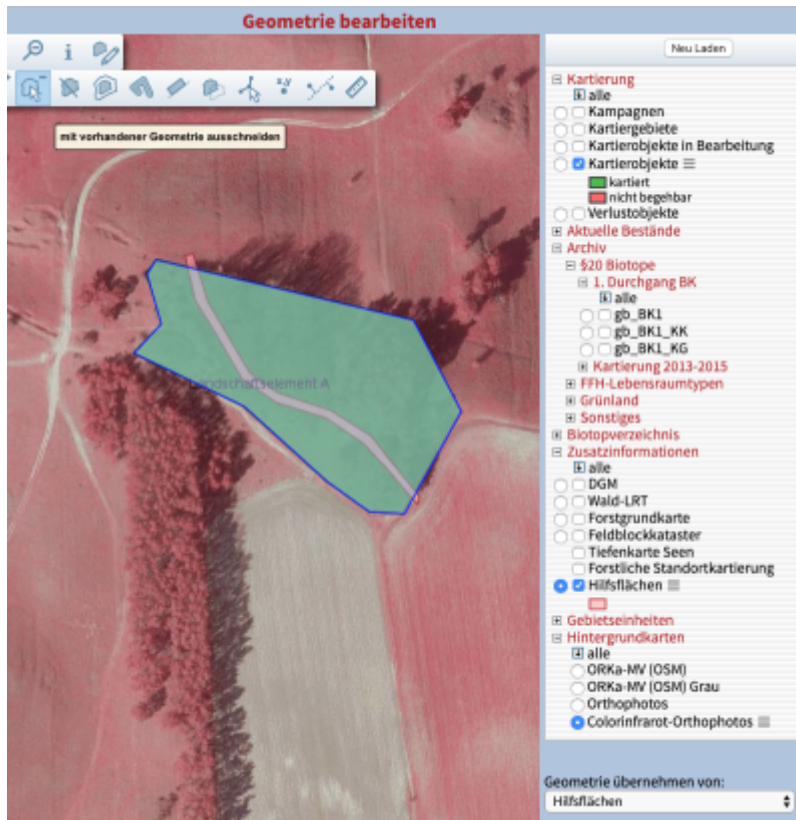 Geometrie bearbeiten
mit vorhandener Geometrie ausschneiden
Landschaftselement A
Neu Laden
Kartierung
alle
Kampagnen
Kartiergebiete
Kartierobjekte in Bearbeitung
Kartierobjekte
kartiert
nicht begehbar
Verlustobjekte
Aktuelle Bestände
Archiv
§20 Biotope
1. Durchgang BK
alle
gb_BK1
gb_BK1_KK
gb_BK1_KG
Kartierung 2013-2015
FFH-Lebensraumtypen
Grünland
Sonstiges
Biotopverzeichnis
Zusatzinformationen
alle
DGM
Wald-LRT
Forstgrundkarte
Feldblockkataster
Tiefenkarte Seen
Forstliche Standortkartierung
Hilfsflächen
Gebietseinheiten
Hintergrundkarten
alle
ORKa-MV (OSM)
ORKa-MV (OSM) Grau
Orthophotos
Colorinfrarot-Orthophotos
Geometrie übernehmen von:
Hilfsflächen